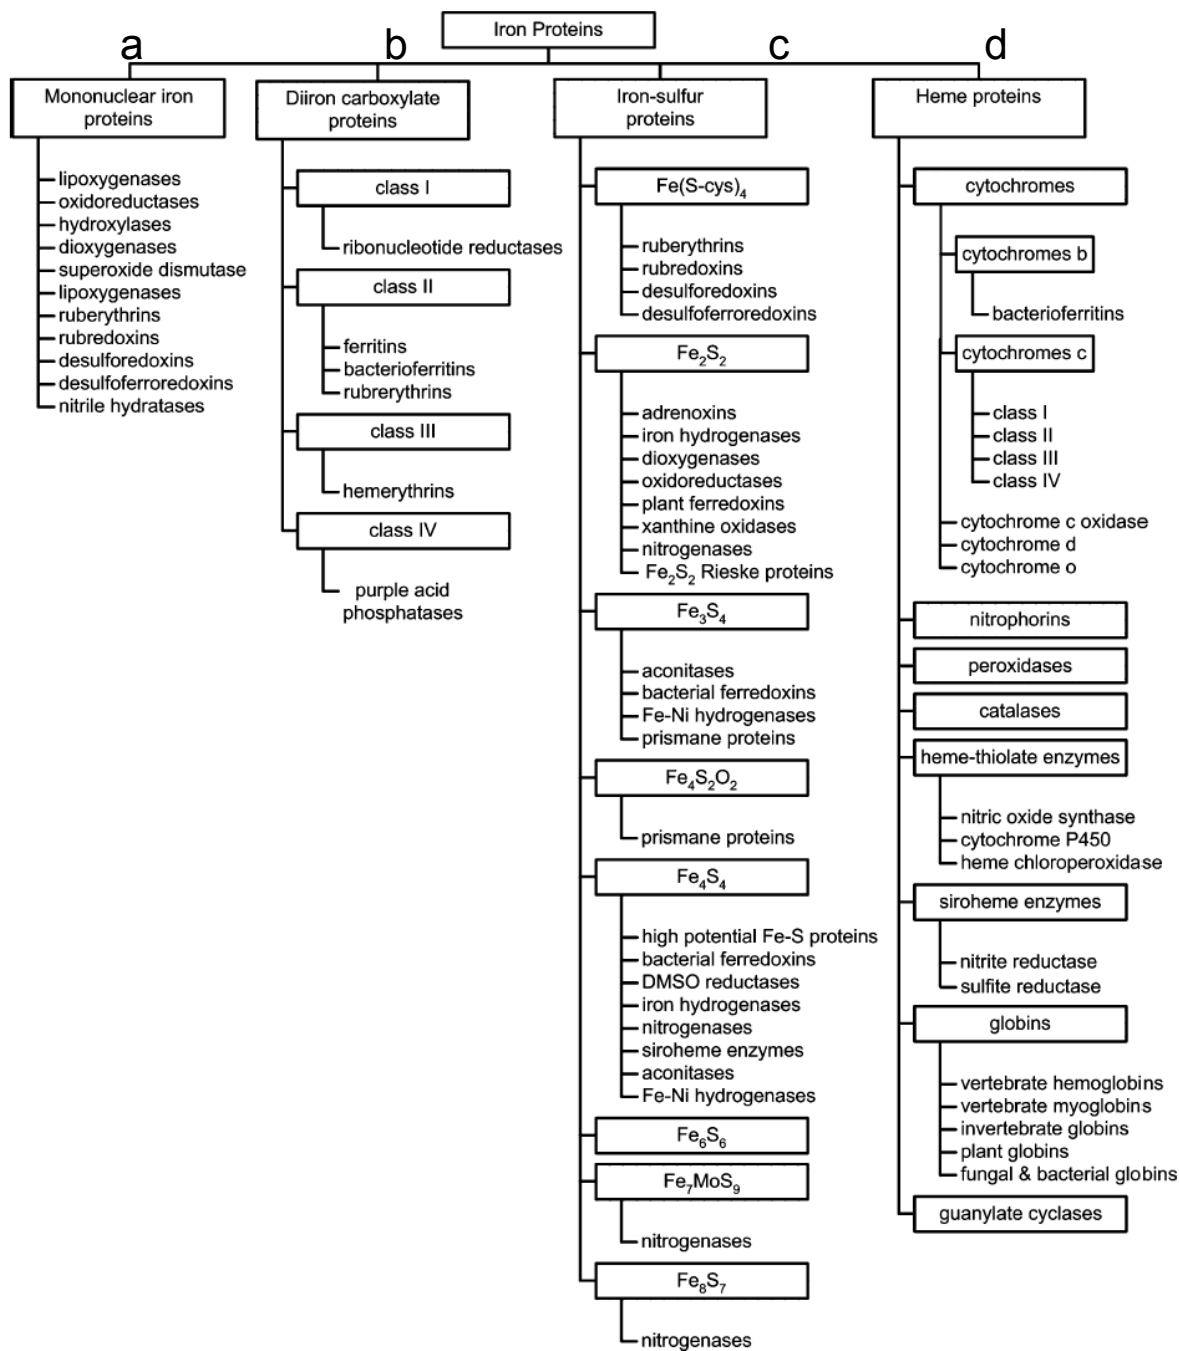 Iron Proteins
a
b
c
d
Mononuclear iron
proteins
lipoxygenases
oxidoreductases
hydroxylases
dioxygenases
superoxide dismutase
lipoxygenases
ruberythrins
rubredoxins
desulforedoxins
desulfoferroredoxins
nitrile hydratases
Diiron carboxylate
proteins
class I
ribonucleotide reductases
class II
ferritins
bacterioferritins
rubrerythrins
class III
hemerythrins
class IV
purple acid
phosphatases
Iron-sulfur
proteins
Fe(S-cys)₄
ruberythrins
rubredoxins
desulforedoxins
desulfoferroredoxins
Fe₂S₂
adrenoxins
iron hydrogenases
dioxygenases
oxidoreductases
plant ferredoxins
xanthine oxidases
nitrogenases
Fe₂S₂ Rieske proteins
Fe₃S₄
aconitases
bacterial ferredoxins
Fe-Ni hydrogenases
prismane proteins
Fe₄S₂O₂
prismane proteins
Fe₄S₄
high potential Fe-S proteins
bacterial ferredoxins
DMSO reductases
iron hydrogenases
nitrogenases
siroheme enzymes
aconitases
Fe-Ni hydrogenases
Fe₆S₆
Fe₇MoS₉
nitrogenases
Fe₈S₇
nitrogenases
Heme proteins
cytochromes
cytochromes b
bacterioferritins
cytochromes c
class I
class II
class III
class IV
cytochrome c oxidase
cytochrome d
cytochrome o
nitrophorins
peroxidases
catalases
heme-thiolate enzymes
nitric oxide synthase
cytochrome P450
heme chloroperoxidase
siroheme enzymes
nitrite reductase
sulfite reductase
globins
vertebrate hemoglobins
vertebrate myoglobins
invertebrate globins
plant globins
fungal & bacterial globins
guanylate cyclases